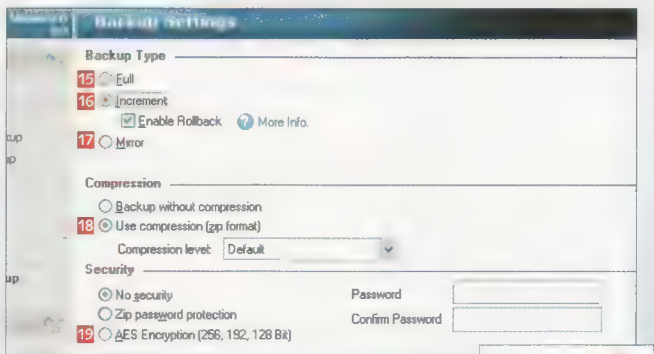 Backup Settings
Backup Type
15 Full
16 Increment
Enable Rollback ? More Info.
17 Mirror
Compression
Backup without compression
18 Use compression (zip format)
Compression level: Default
Security
No security Password
Zip password protection Confirm Password
19 AES Encryption (256, 192, 128 Bit)